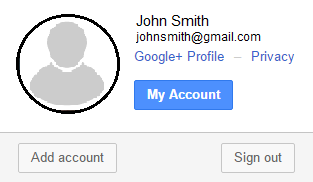 John Smith
johnsmith@gmail.com
Google+ Profile – Privacy
My Account
Add account Sign out